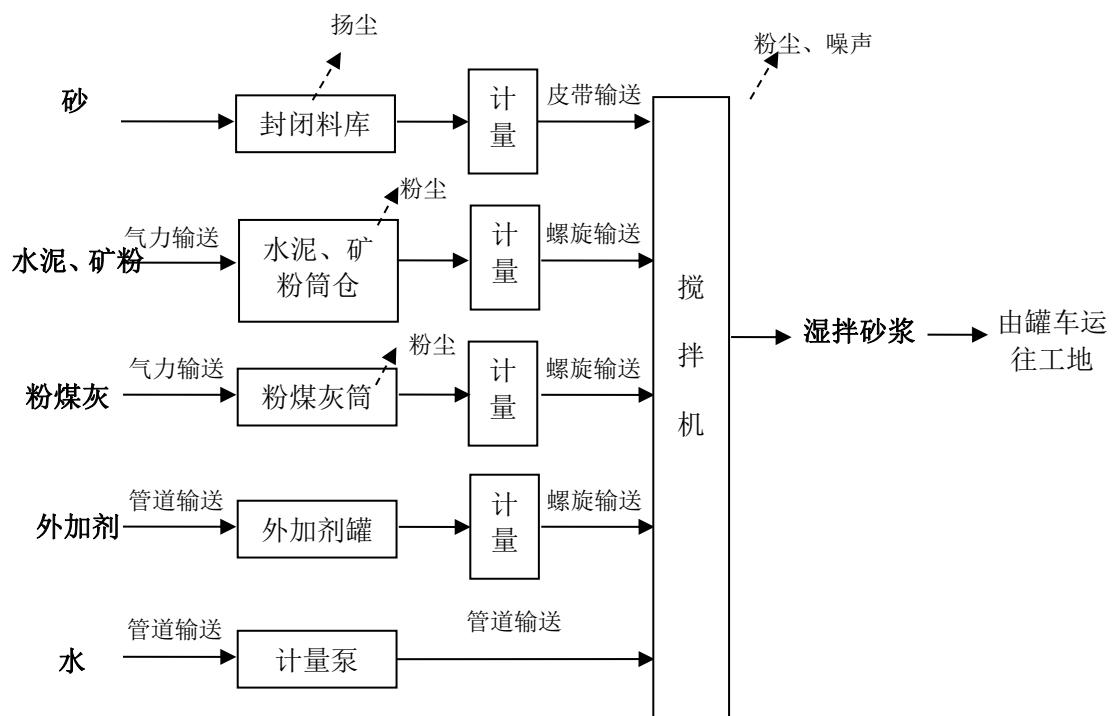 扬尘
粉尘、噪声
砂
封闭料库
计
量
皮带输送
粉尘
水泥、矿粉
气力输送
水泥、矿
粉筒仓
计
量
螺旋输送
粉尘
粉煤灰
气力输送
粉煤灰筒
计
量
螺旋输送
外加剂
管道输送
外加剂罐
计
量
螺旋输送
水
管道输送
计量泵
管道输送
搅
拌
机
湿拌砂浆
由罐车运
往工地